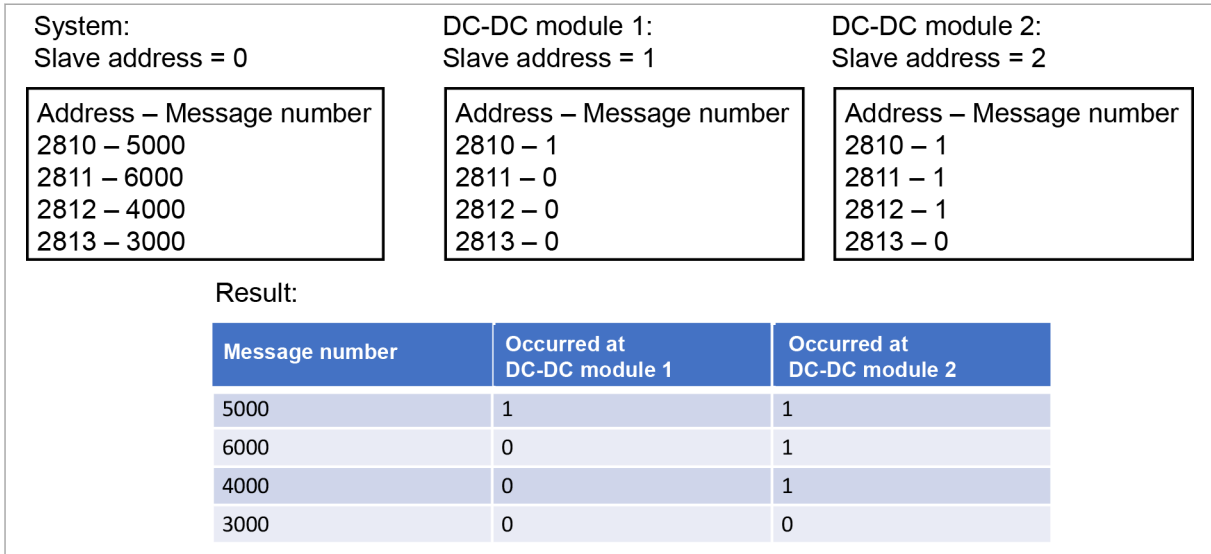 System:
Slave address = 0
DC-DC module 1:
Slave address = 1
DC-DC module 2:
Slave address = 2
Address – Message number
2810 – 5000
2811 – 6000
2812 – 4000
2813 – 3000
Address – Message number
2810 – 1
2811 – 0
2812 – 0
2813 – 0
Address – Message number
2810 – 1
2811 – 1
2812 – 1
2813 – 0
Result:
Message number
Occurred at
DC-DC module 1
Occurred at
DC-DC module 2
5000 1 1
6000 0 1
4000 0 1
3000 0 0